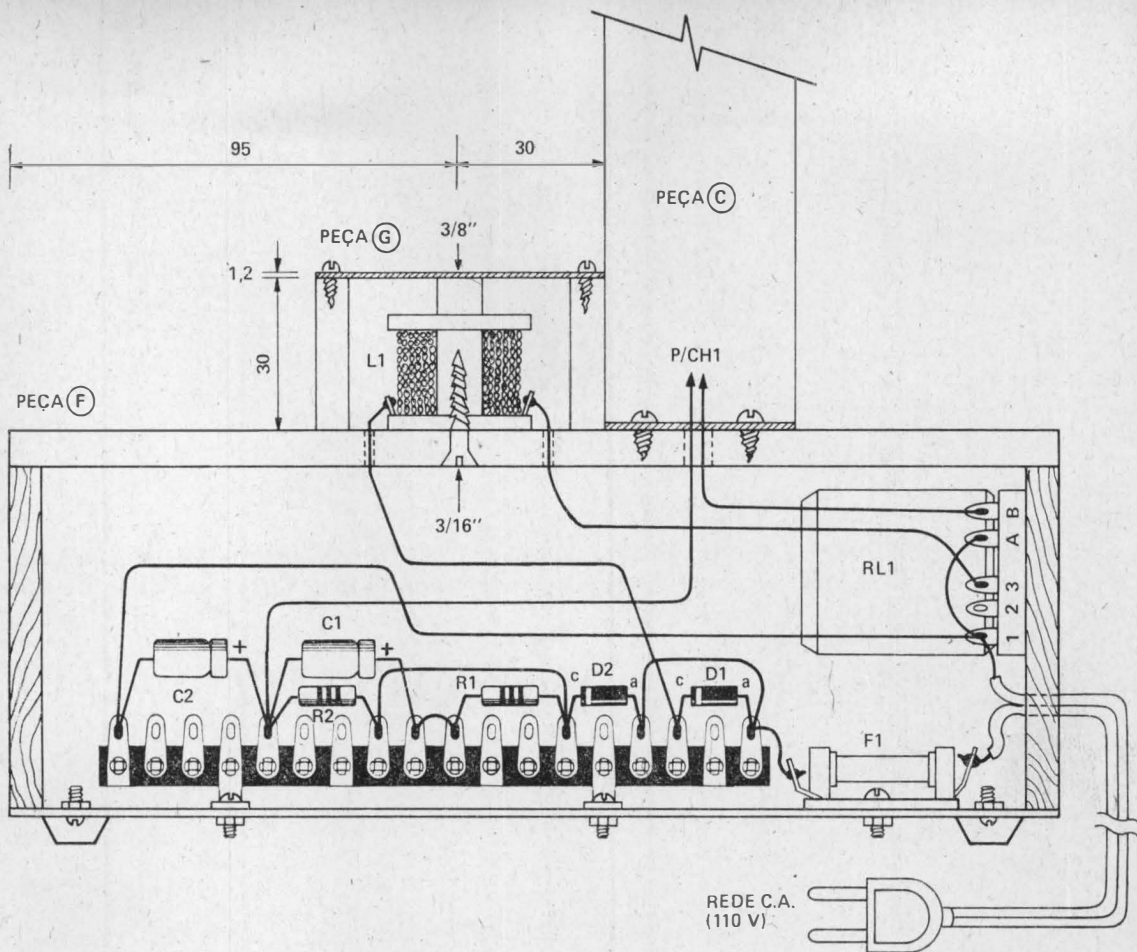 95
30
PEÇA Ⓒ
PEÇA Ⓖ
3/8"
1,2
30
L1
P/CH1
PEÇA Ⓕ
3/16"
B
A
3
2
1
RL1
C1
+
+
C2
R2
R1
c
D2
a
c
D1
a
F1
REDE C.A.
(110 V)